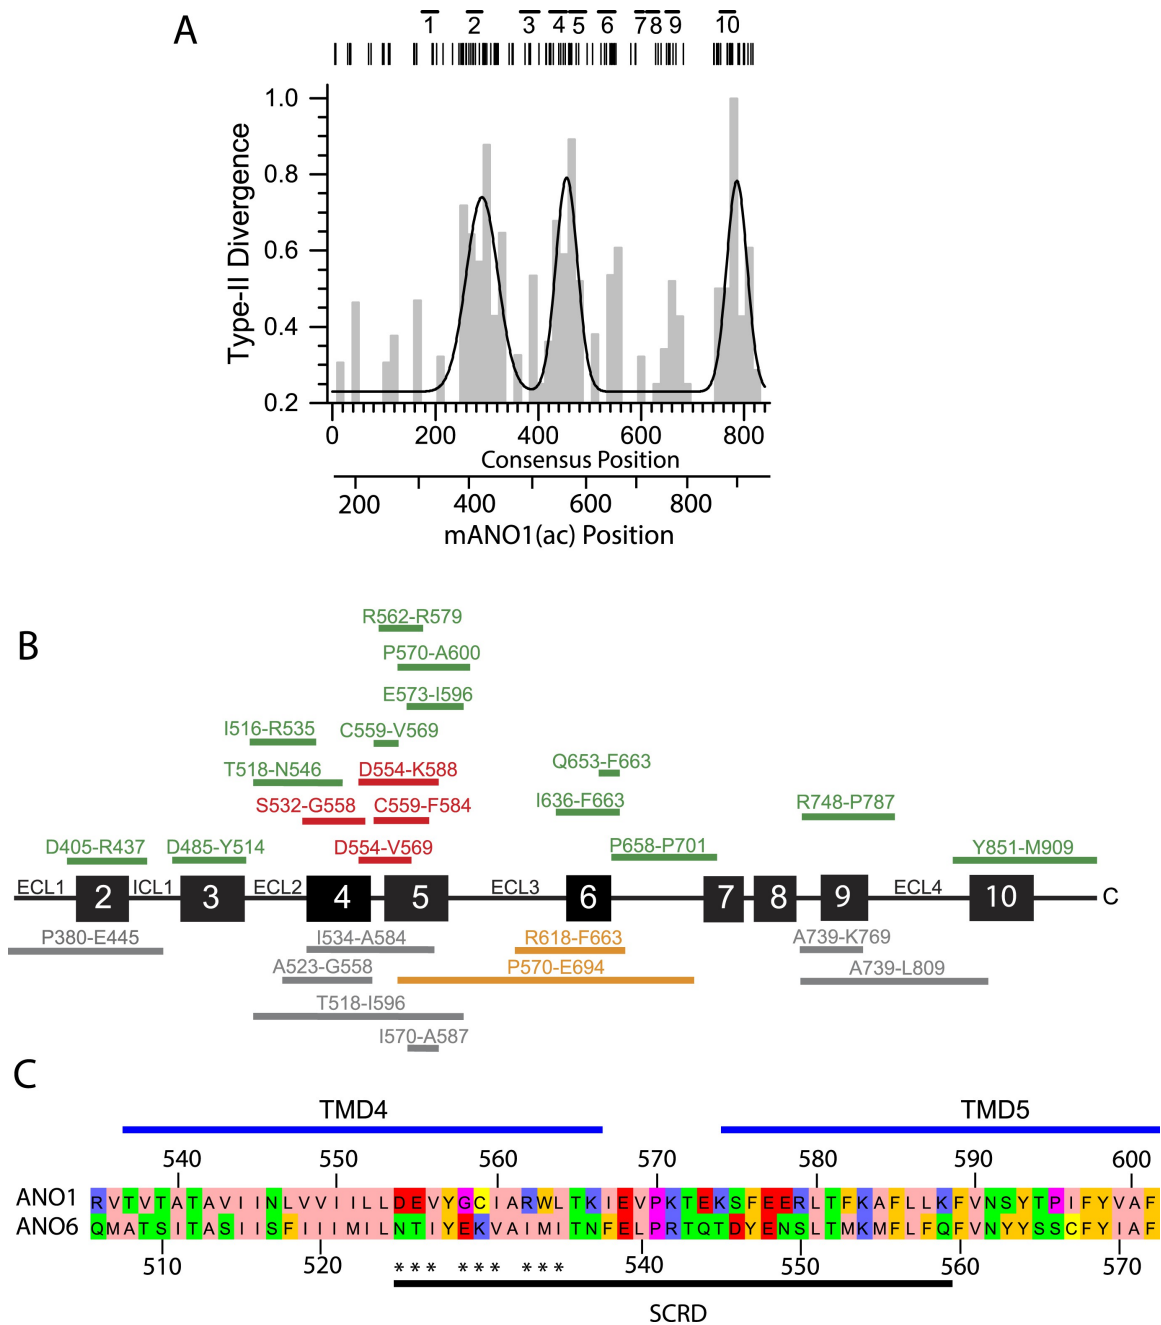 A
1 2 3 4 5 6 7 8 9 10
1.0
0.8
0.6
0.4
0.2
Type-II Divergence
0 200 400 600 800
Consensus Position
200 400 600 800
mANO1(ac) Position
B
R562-R579
P570-A600
E573-I596
I516-R535 C559-V569
T518-N546 D554-K588 Q653-F663
S532-G558 C559-F584 I636-F663 R748-P787
D405-R437 D485-Y514 D554-V569 P658-P701 Y851-M909
ECL1 2 ICL1 3 ECL2 4 5 ECL3 6 7 8 9 ECL4 10 C
P380-E445 I534-A584 R618-F663 A739-K769
A523-G558 P570-E694 A739-L809
T518-I596
I570-A587
C
TMD4 TMD5
540 550 560 570 580 590 600
ANO1 RVTVTATAVIINLVVIILLDEVYGCIARWLTKIEVPKTEKSFEERLTFKAFLLKFVNSYTPIFYVAF
ANO6 QMATSITASIISFIIIMILNTIYEKVAIMITNFELPRTQTDYENSLTMKMFLFQFVNYYSSCFYIAF
510 520 *** *** *** 540 550 560 570
SCRD